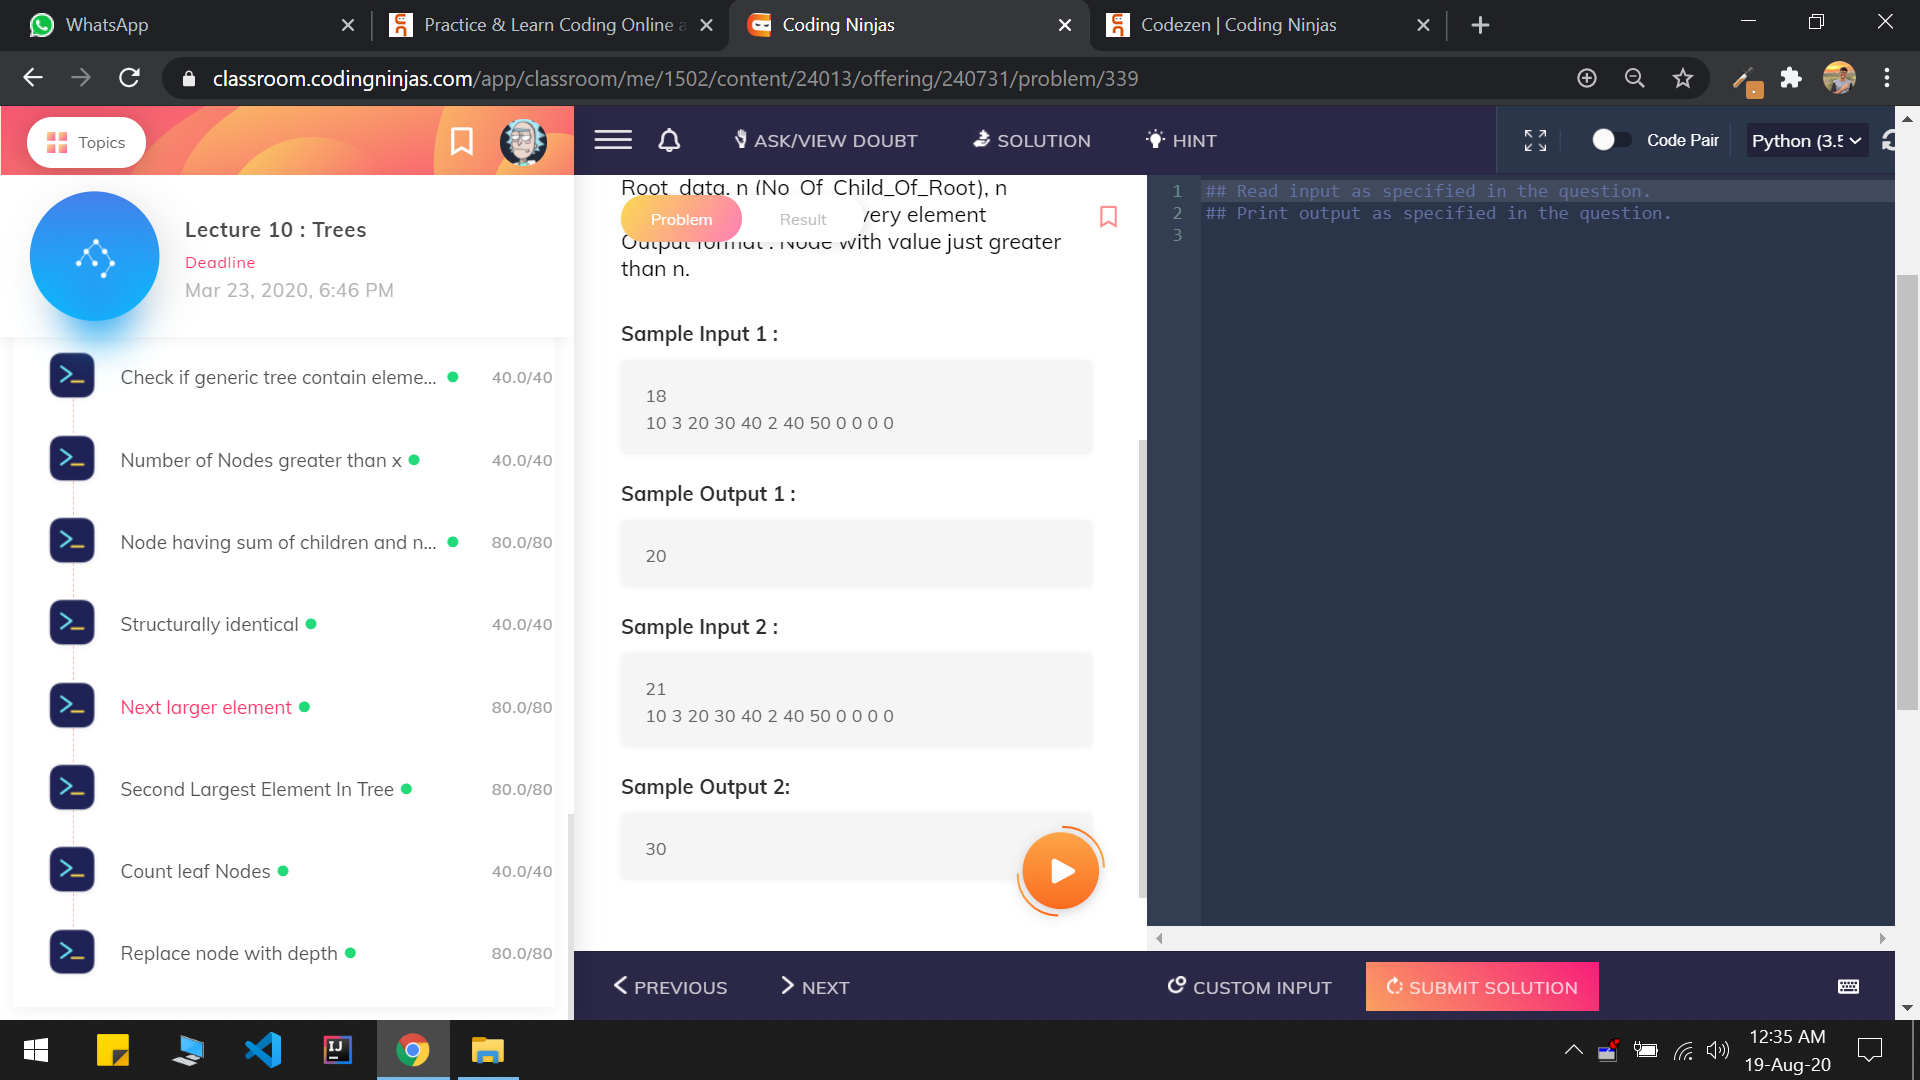 WhatsApp
Practice & Learn Coding Online a
Coding Ninjas
Codezen | Coding Ninjas
classroom.codingninjas.com/app/classroom/me/1502/content/24013/offering/240731/problem/339
Topics
ASK/VIEW DOUBT
SOLUTION
HINT
Code Pair
Python (3.5
Lecture 10 : Trees
Deadline
Mar 23, 2020, 6:46 PM
Check if generic tree contain eleme... 40.0/40
Number of Nodes greater than x 40.0/40
Node having sum of children and n... 80.0/80
Structurally identical 40.0/40
Next larger element 80.0/80
Second Largest Element In Tree 80.0/80
Count leaf Nodes 40.0/40
Replace node with depth 80.0/80
Root_data, n (No_Of_Child_Of_Root), n
Problem
Result
very element
Output format : Node with value just greater
than n.
Sample Input 1 :
18
10 3 20 30 40 2 40 50 0 0 0 0
Sample Output 1 :
20
Sample Input 2 :
21
10 3 20 30 40 2 40 50 0 0 0 0
Sample Output 2:
30
1 ## Read input as specified in the question.
2 ## Print output as specified in the question.
3
PREVIOUS
NEXT
CUSTOM INPUT
SUBMIT SOLUTION
IJ
12:35 AM
19-Aug-20